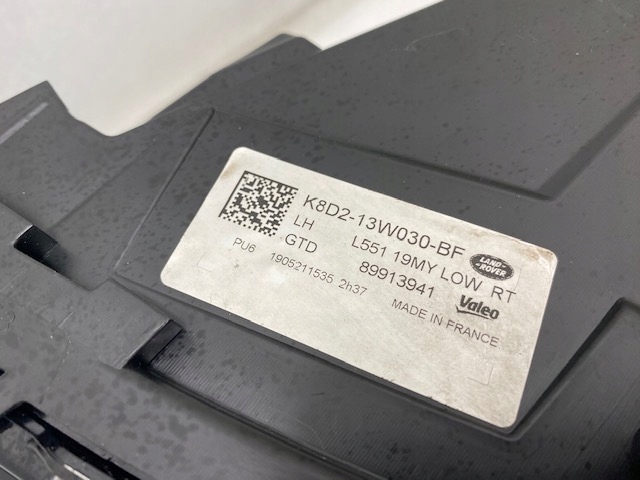 K8D2-13W030-BF
LH L551 19MY LOW RT
LAND-ROVER
GTD 89913941
PU6 1905211535 2h37
Valeo
MADE IN FRANCE